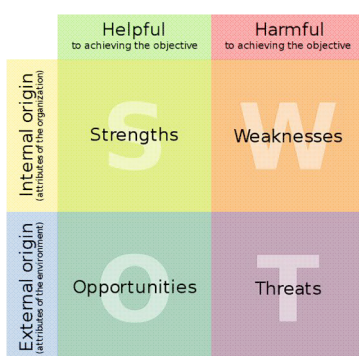 Helpful
to achieving the objective
Harmful
to achieving the objective
Internal origin
(attributes of the organization)
S
Strengths
W
Weaknesses
External origin
(attributes of the environment)
O
Opportunities
T
Threats